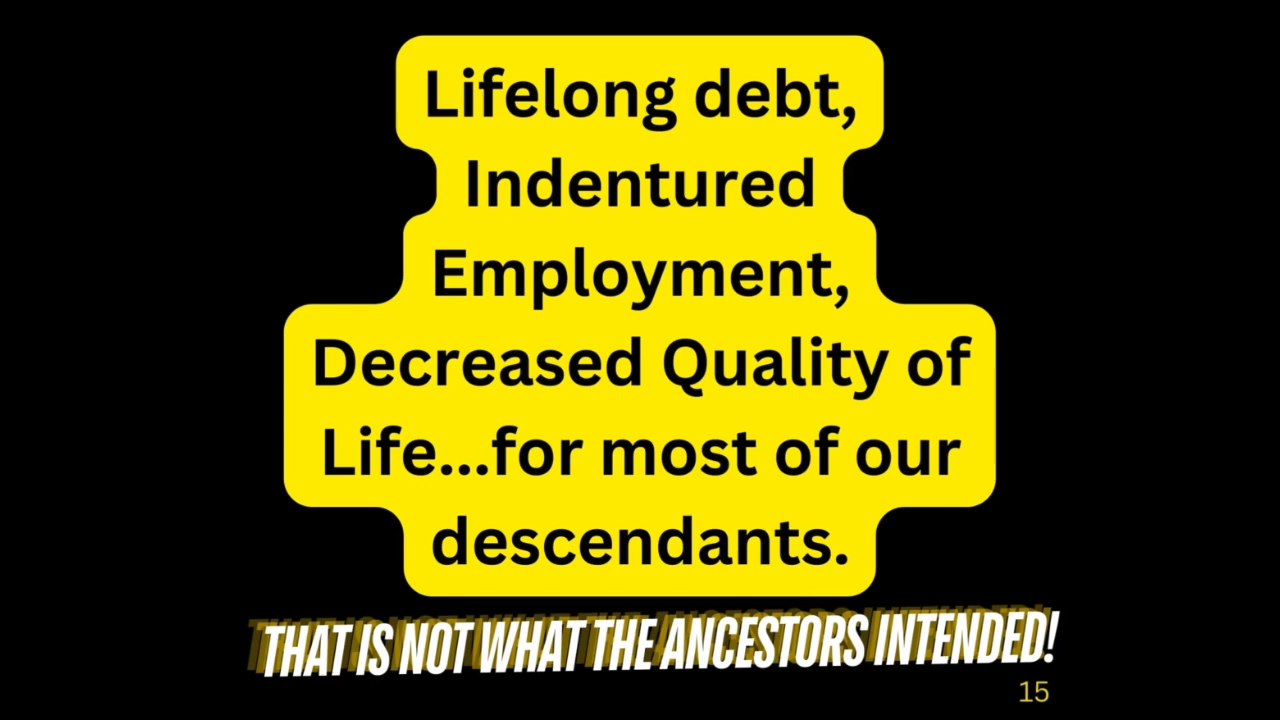 Lifelong debt,
Indentured
Employment,
Decreased Quality of
Life...for most of our
descendants.
THAT IS NOT WHAT THE ANCESTORS INTENDED!
15